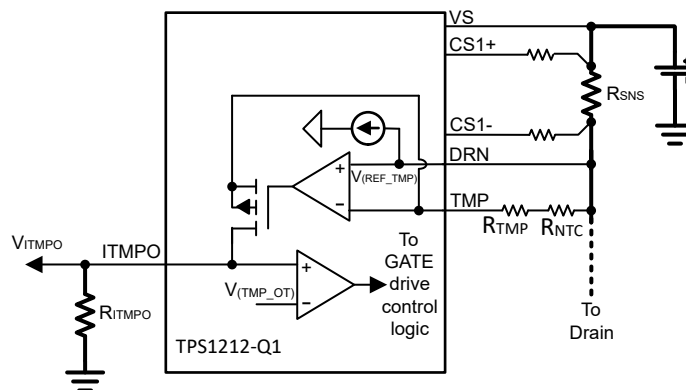 VS
CS1+
RSNS
CS1-
DRN
V(REF_TMP)
TMP
RTMP
RNTC
VITMPO
ITMPO
RITMPO
V(TMP_OT)
To
GATE
drive
control
logic
To
Drain
TPS1212-Q1
+
−
+
−